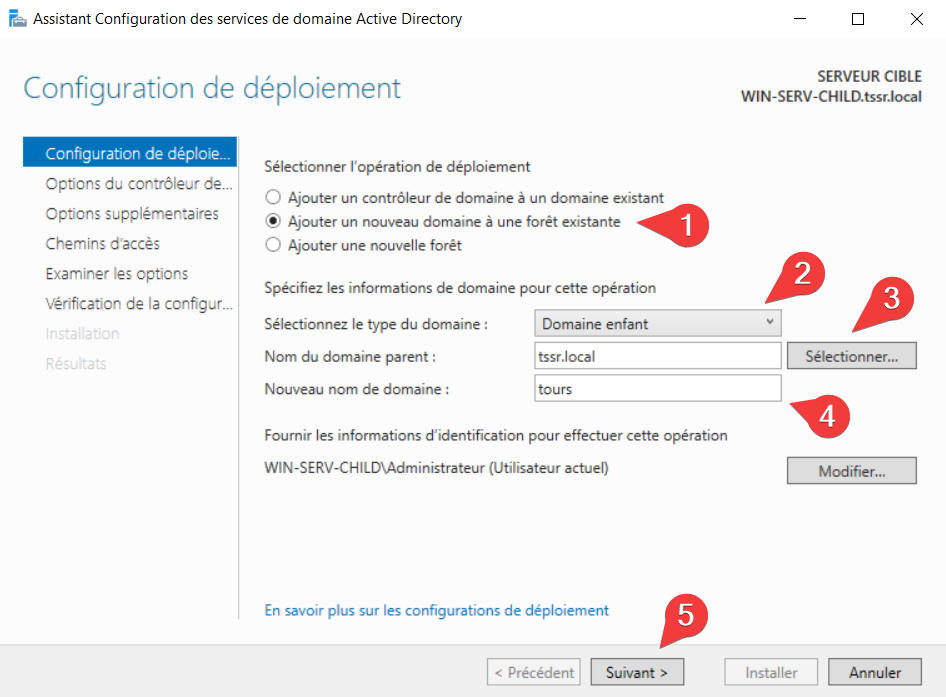 Assistant Configuration des services de domaine Active Directory
Configuration de déploiement
SERVEUR CIBLE
WIN-SERV-CHILD.tssr.local
Configuration de déploie...
Options du contrôleur de...
Options supplémentaires
Chemins d'accès
Examiner les options
Vérification de la configur...
Installation
Résultats
Sélectionner l'opération de déploiement
Ajouter un contrôleur de domaine à un domaine existant
Ajouter un nouveau domaine à une forêt existante
1
Ajouter une nouvelle forêt
Spécifiez les informations de domaine pour cette opération
2
Sélectionnez le type du domaine :
Domaine enfant
3
Nom du domaine parent :
tssr.local
Sélectionner...
Nouveau nom de domaine :
tours
4
Fournir les informations d'identification pour effectuer cette opération
WIN-SERV-CHILD\Administrateur (Utilisateur actuel)
Modifier...
En savoir plus sur les configurations de déploiement
5
< Précédent
Suivant >
Installer
Annuler